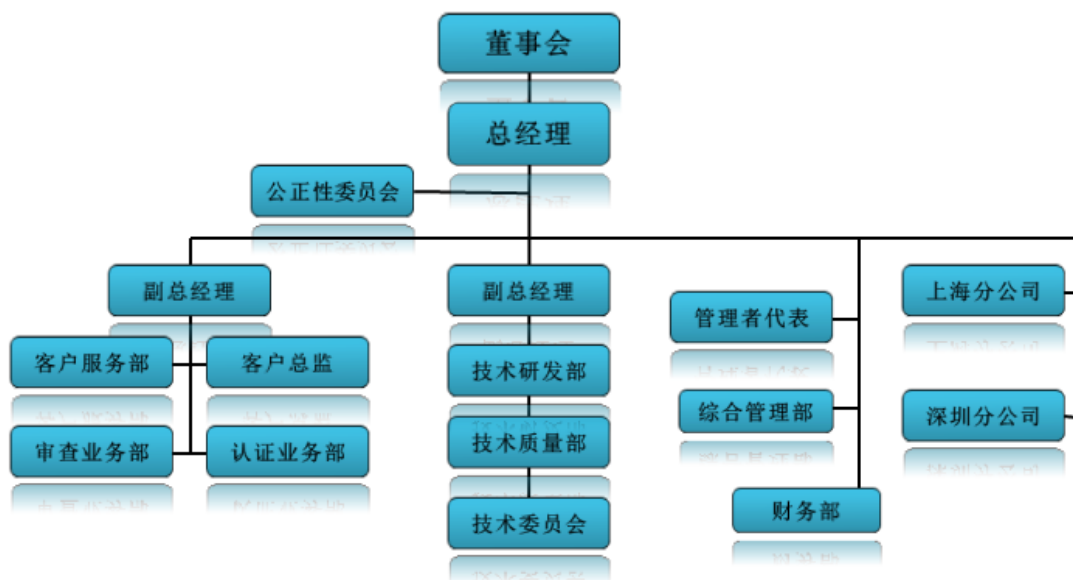 董事会
总经理
公正性委员会
副总经理
副总经理
管理者代表
上海分公司
客户服务部
客户总监
技术研发部
综合管理部
深圳分公司
审查业务部
认证业务部
技术质量部
技术委员会
财务部